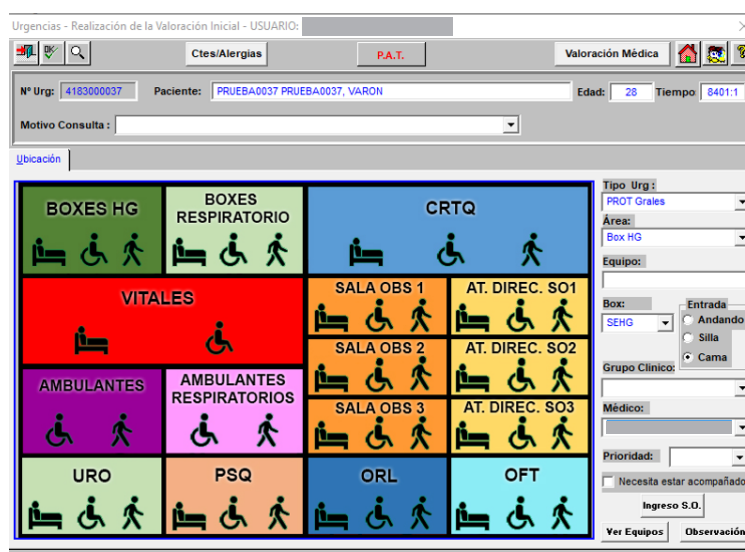 Urgencias - Realización de la Valoración Inicial - USUARIO:
OK
Ctes/Alergias
P.A.T.
Valoración Médica
Nº Urg: 4183000037 Paciente: PRUEBA0037 PRUEBA0037, VARON Edad: 28 Tiempo 8401:1
Motivo Consulta :
Ubicación
BOXES HG
BOXES
RESPIRATORIO
CRTQ
VITALES
SALA OBS 1
AT. DIREC. SO1
SALA OBS 2
AT. DIREC. SO2
AMBULANTES
AMBULANTES
RESPIRATORIOS
SALA OBS 3
AT. DIREC. SO3
URO
PSQ
ORL
OFT
Tipo Urg :
PROT Grales
Área:
Box HG
Equipo:
Box:
SEHG
Entrada
Andando
Silla
Cama
Grupo Clinico:
Médico:
Prioridad:
Necesita estar acompañado
Ingreso S.O.
Ver Equipos
Observación